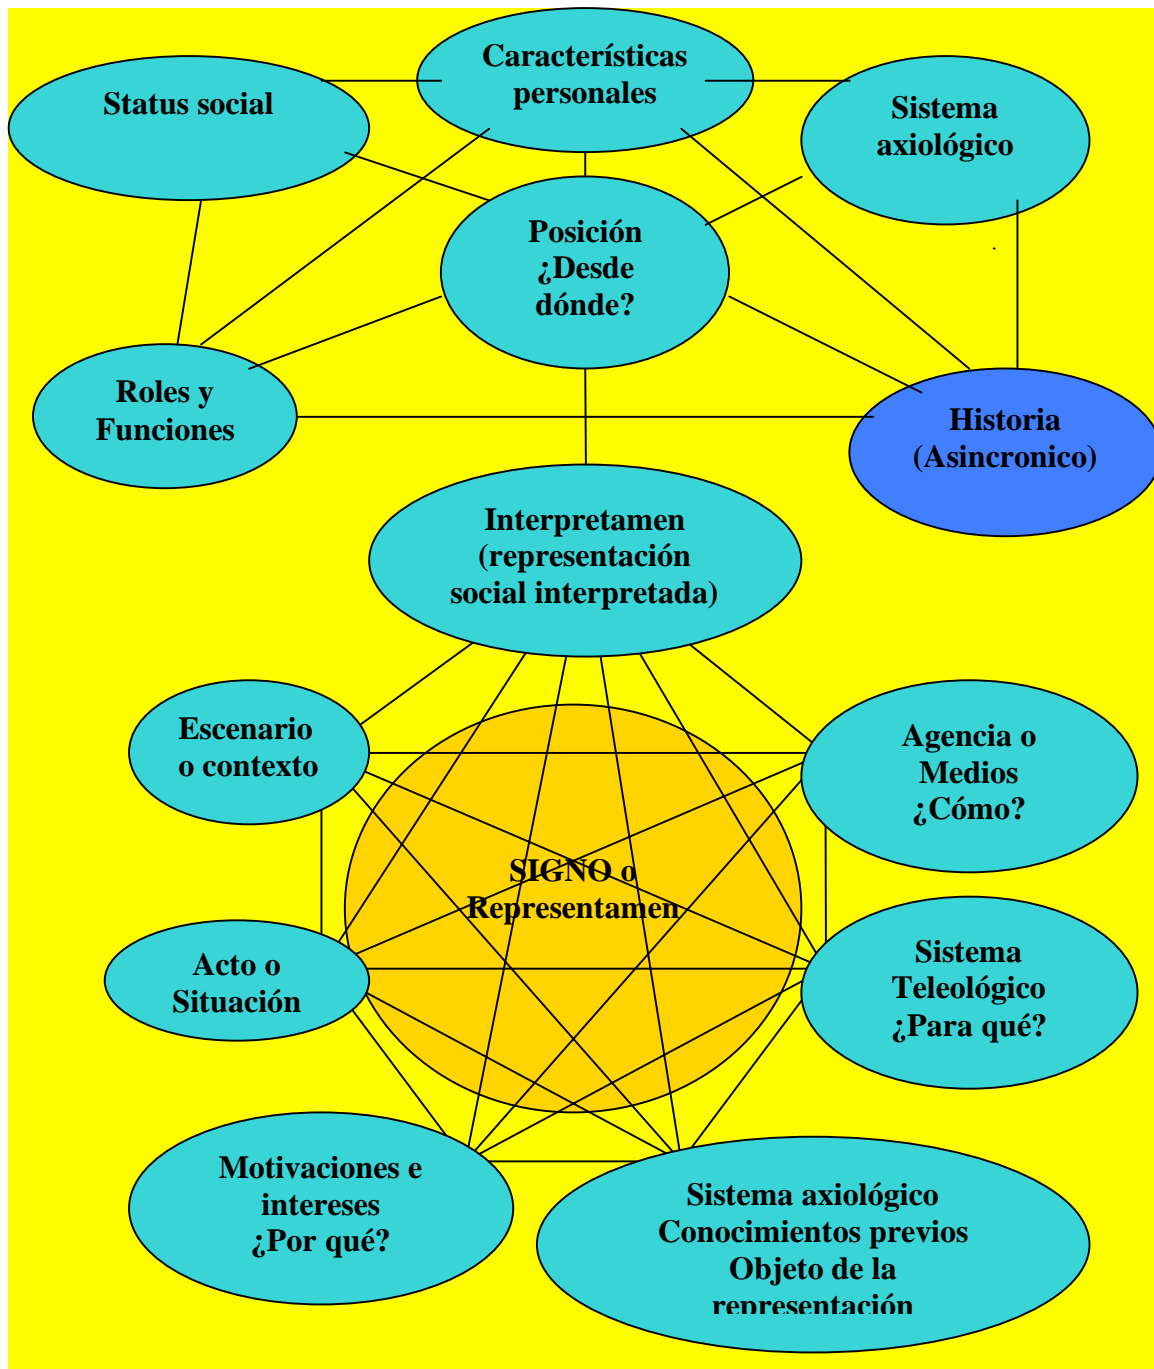 Características
personales
Status social
Sistema
axiológico
Posición
¿Desde
dónde?
Roles y
Funciones
Historia
(Asincronico)
Interpretamen
(representación
social interpretada)
Escenario
o contexto
Agencia o
Medios
¿Cómo?
SIGNO o
Representamen
Acto o
Situación
Sistema
Teleológico
¿Para qué?
Motivaciones e
intereses
¿Por qué?
Sistema axiológico
Conocimientos previos
Objeto de la
representación